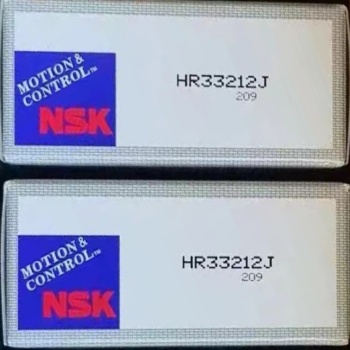 MOTION &
CONTROL™
NSK
HR33212J
209
MOTION &
CONTROL™
NSK
HR33212J
209